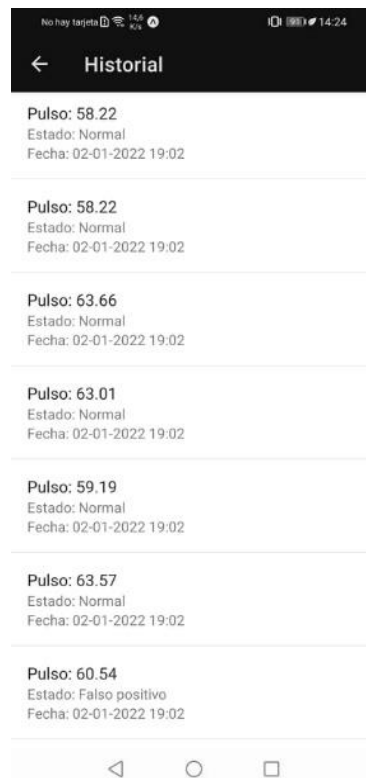 No hay tarjeta 14,6 K/s 95 14:24
Historial
Pulso: 58.22
Estado: Normal
Fecha: 02-01-2022 19:02
Pulso: 58.22
Estado: Normal
Fecha: 02-01-2022 19:02
Pulso: 63.66
Estado: Normal
Fecha: 02-01-2022 19:02
Pulso: 63.01
Estado: Normal
Fecha: 02-01-2022 19:02
Pulso: 59.19
Estado: Normal
Fecha: 02-01-2022 19:02
Pulso: 63.57
Estado: Normal
Fecha: 02-01-2022 19:02
Pulso: 60.54
Estado: Falso positivo
Fecha: 02-01-2022 19:02